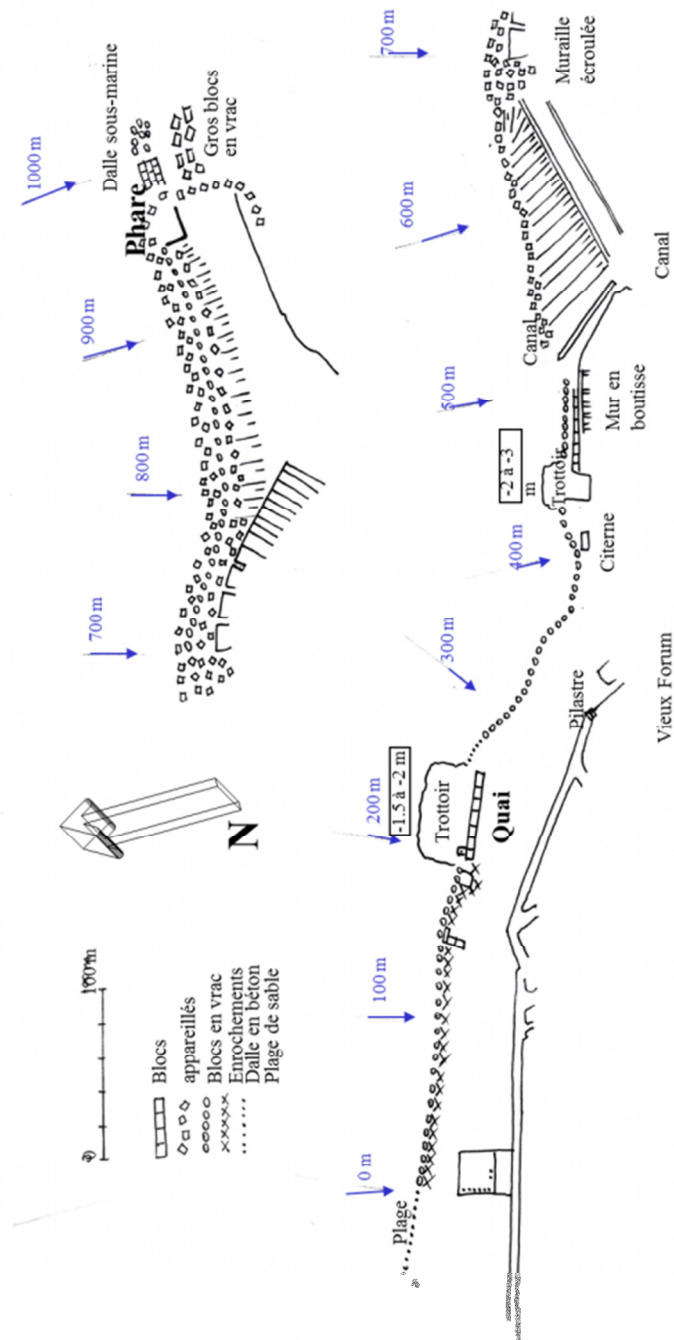 1000 m
Dalle sous-marine
Phare
Gros blocs
en vrac
900 m
800 m
700 m
N
0
100 m
Blocs
appareillés
Blocs en vrac
Enrochements
Dalle en béton
Plage de sable
700 m
Muraille
écroulée
600 m
Canal
Canal
500 m
Mur en
boutisse
-2 à -3
m
Trottoir
400 m
Citerne
300 m
Pilastre
Vieux Forum
200 m
-1.5 à -2 m
Trottoir
Quai
100 m
0 m
Plage